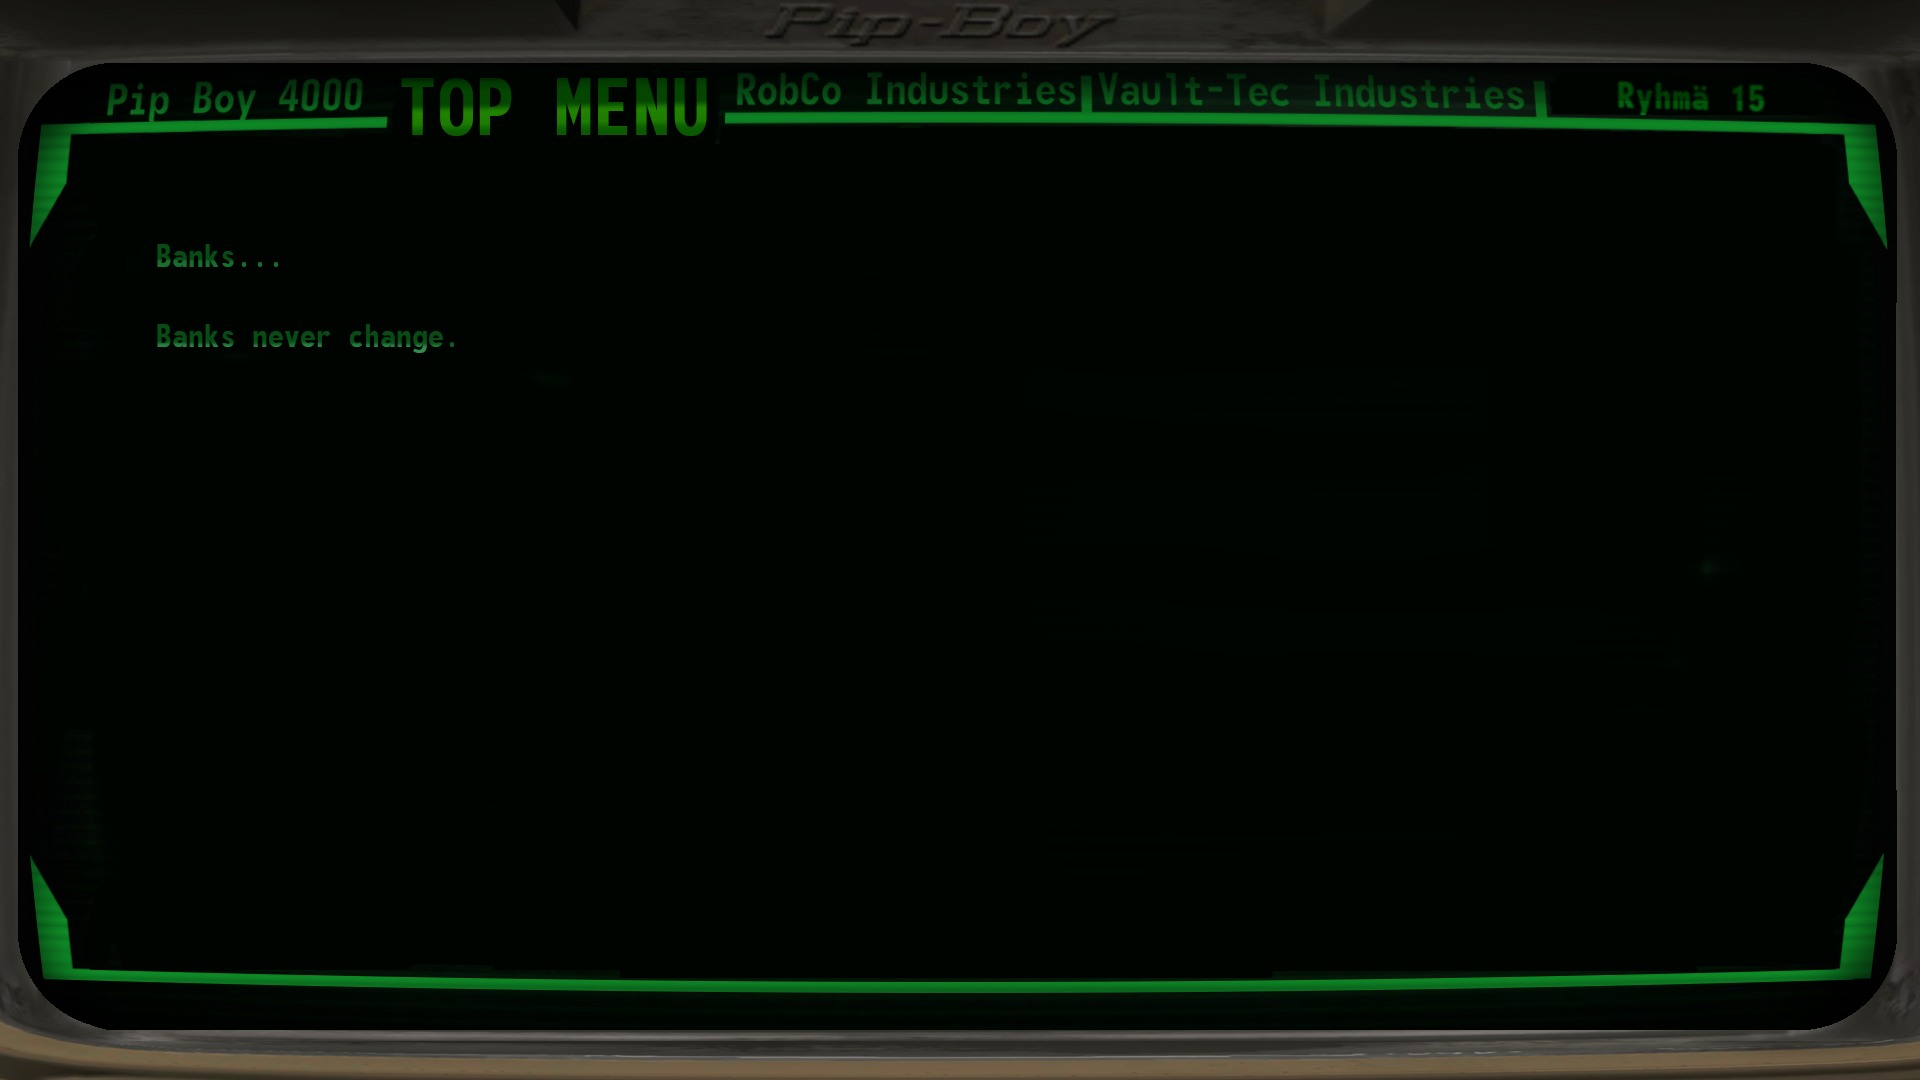 Pip-Boy
Pip Boy 4000 TOP MENU RobCo Industries Vault-Tec Industries Ryhmä 15
Banks...
Banks never change.